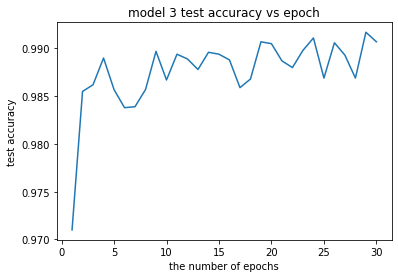 model 3 test accuracy vs epoch
0.990
0.985
0.980
0.975
0.970
test accuracy
0 5 10 15 20 25 30
the number of epochs